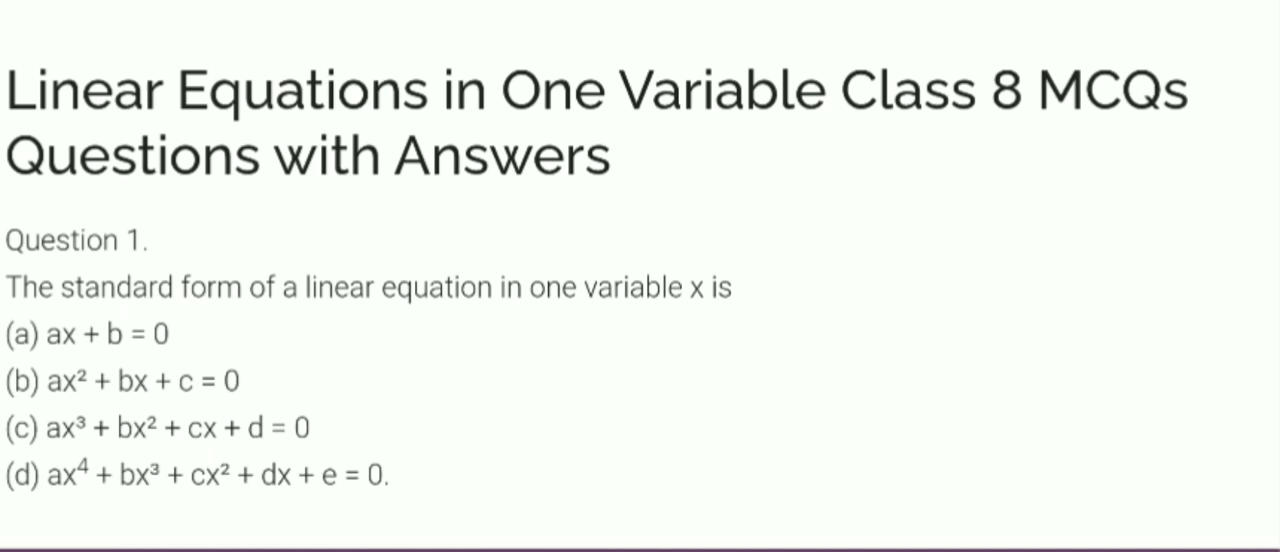 Linear Equations in One Variable Class 8 MCQs
Questions with Answers
Question 1.
The standard form of a linear equation in one variable x is
(a) ax + b = 0
(b) ax² + bx + c = 0
(c) ax³ + bx² + cx + d = 0
(d) ax⁴ + bx³ + cx² + dx + e = 0.